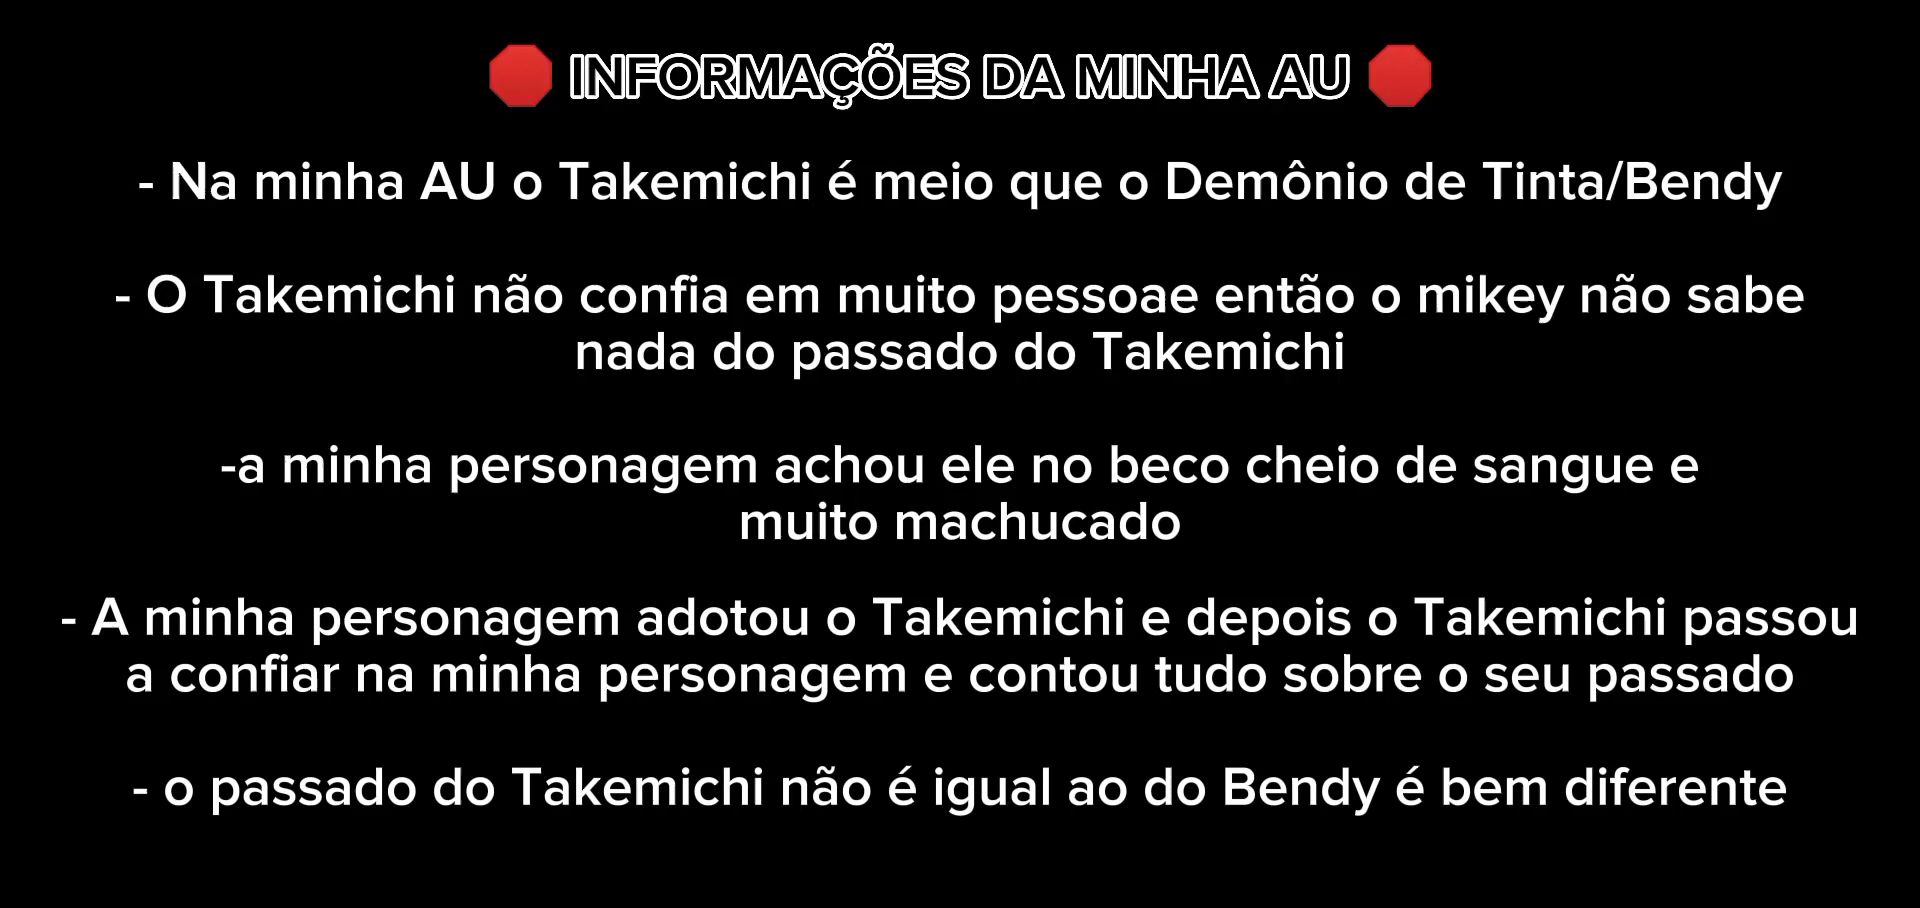 🛑 INFORMAÇÕES DA MINHA AU 🛑
- Na minha AU o Takemichi é meio que o Demônio de Tinta/Bendy
- O Takemichi não confia em muito pessoae então o mikey não sabe
nada do passado do Takemichi
-a minha personagem achou ele no beco cheio de sangue e
muito machucado
- A minha personagem adotou o Takemichi e depois o Takemichi passou
a confiar na minha personagem e contou tudo sobre o seu passado
- o passado do Takemichi não é igual ao do Bendy é bem diferente